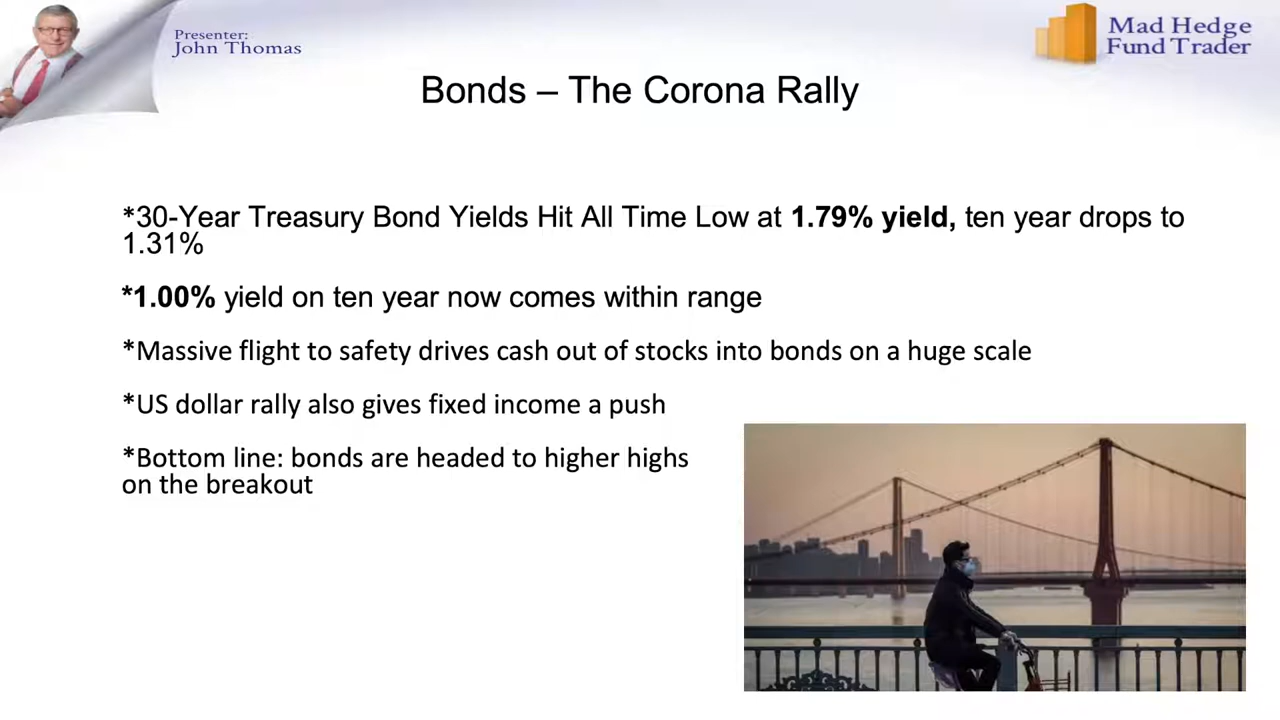 Presenter:
John Thomas
Mad Hedge
Fund Trader
Bonds – The Corona Rally
*30-Year Treasury Bond Yields Hit All Time Low at 1.79% yield, ten year drops to
1.31%
*1.00% yield on ten year now comes within range
*Massive flight to safety drives cash out of stocks into bonds on a huge scale
*US dollar rally also gives fixed income a push
*Bottom line: bonds are headed to higher highs
on the breakout